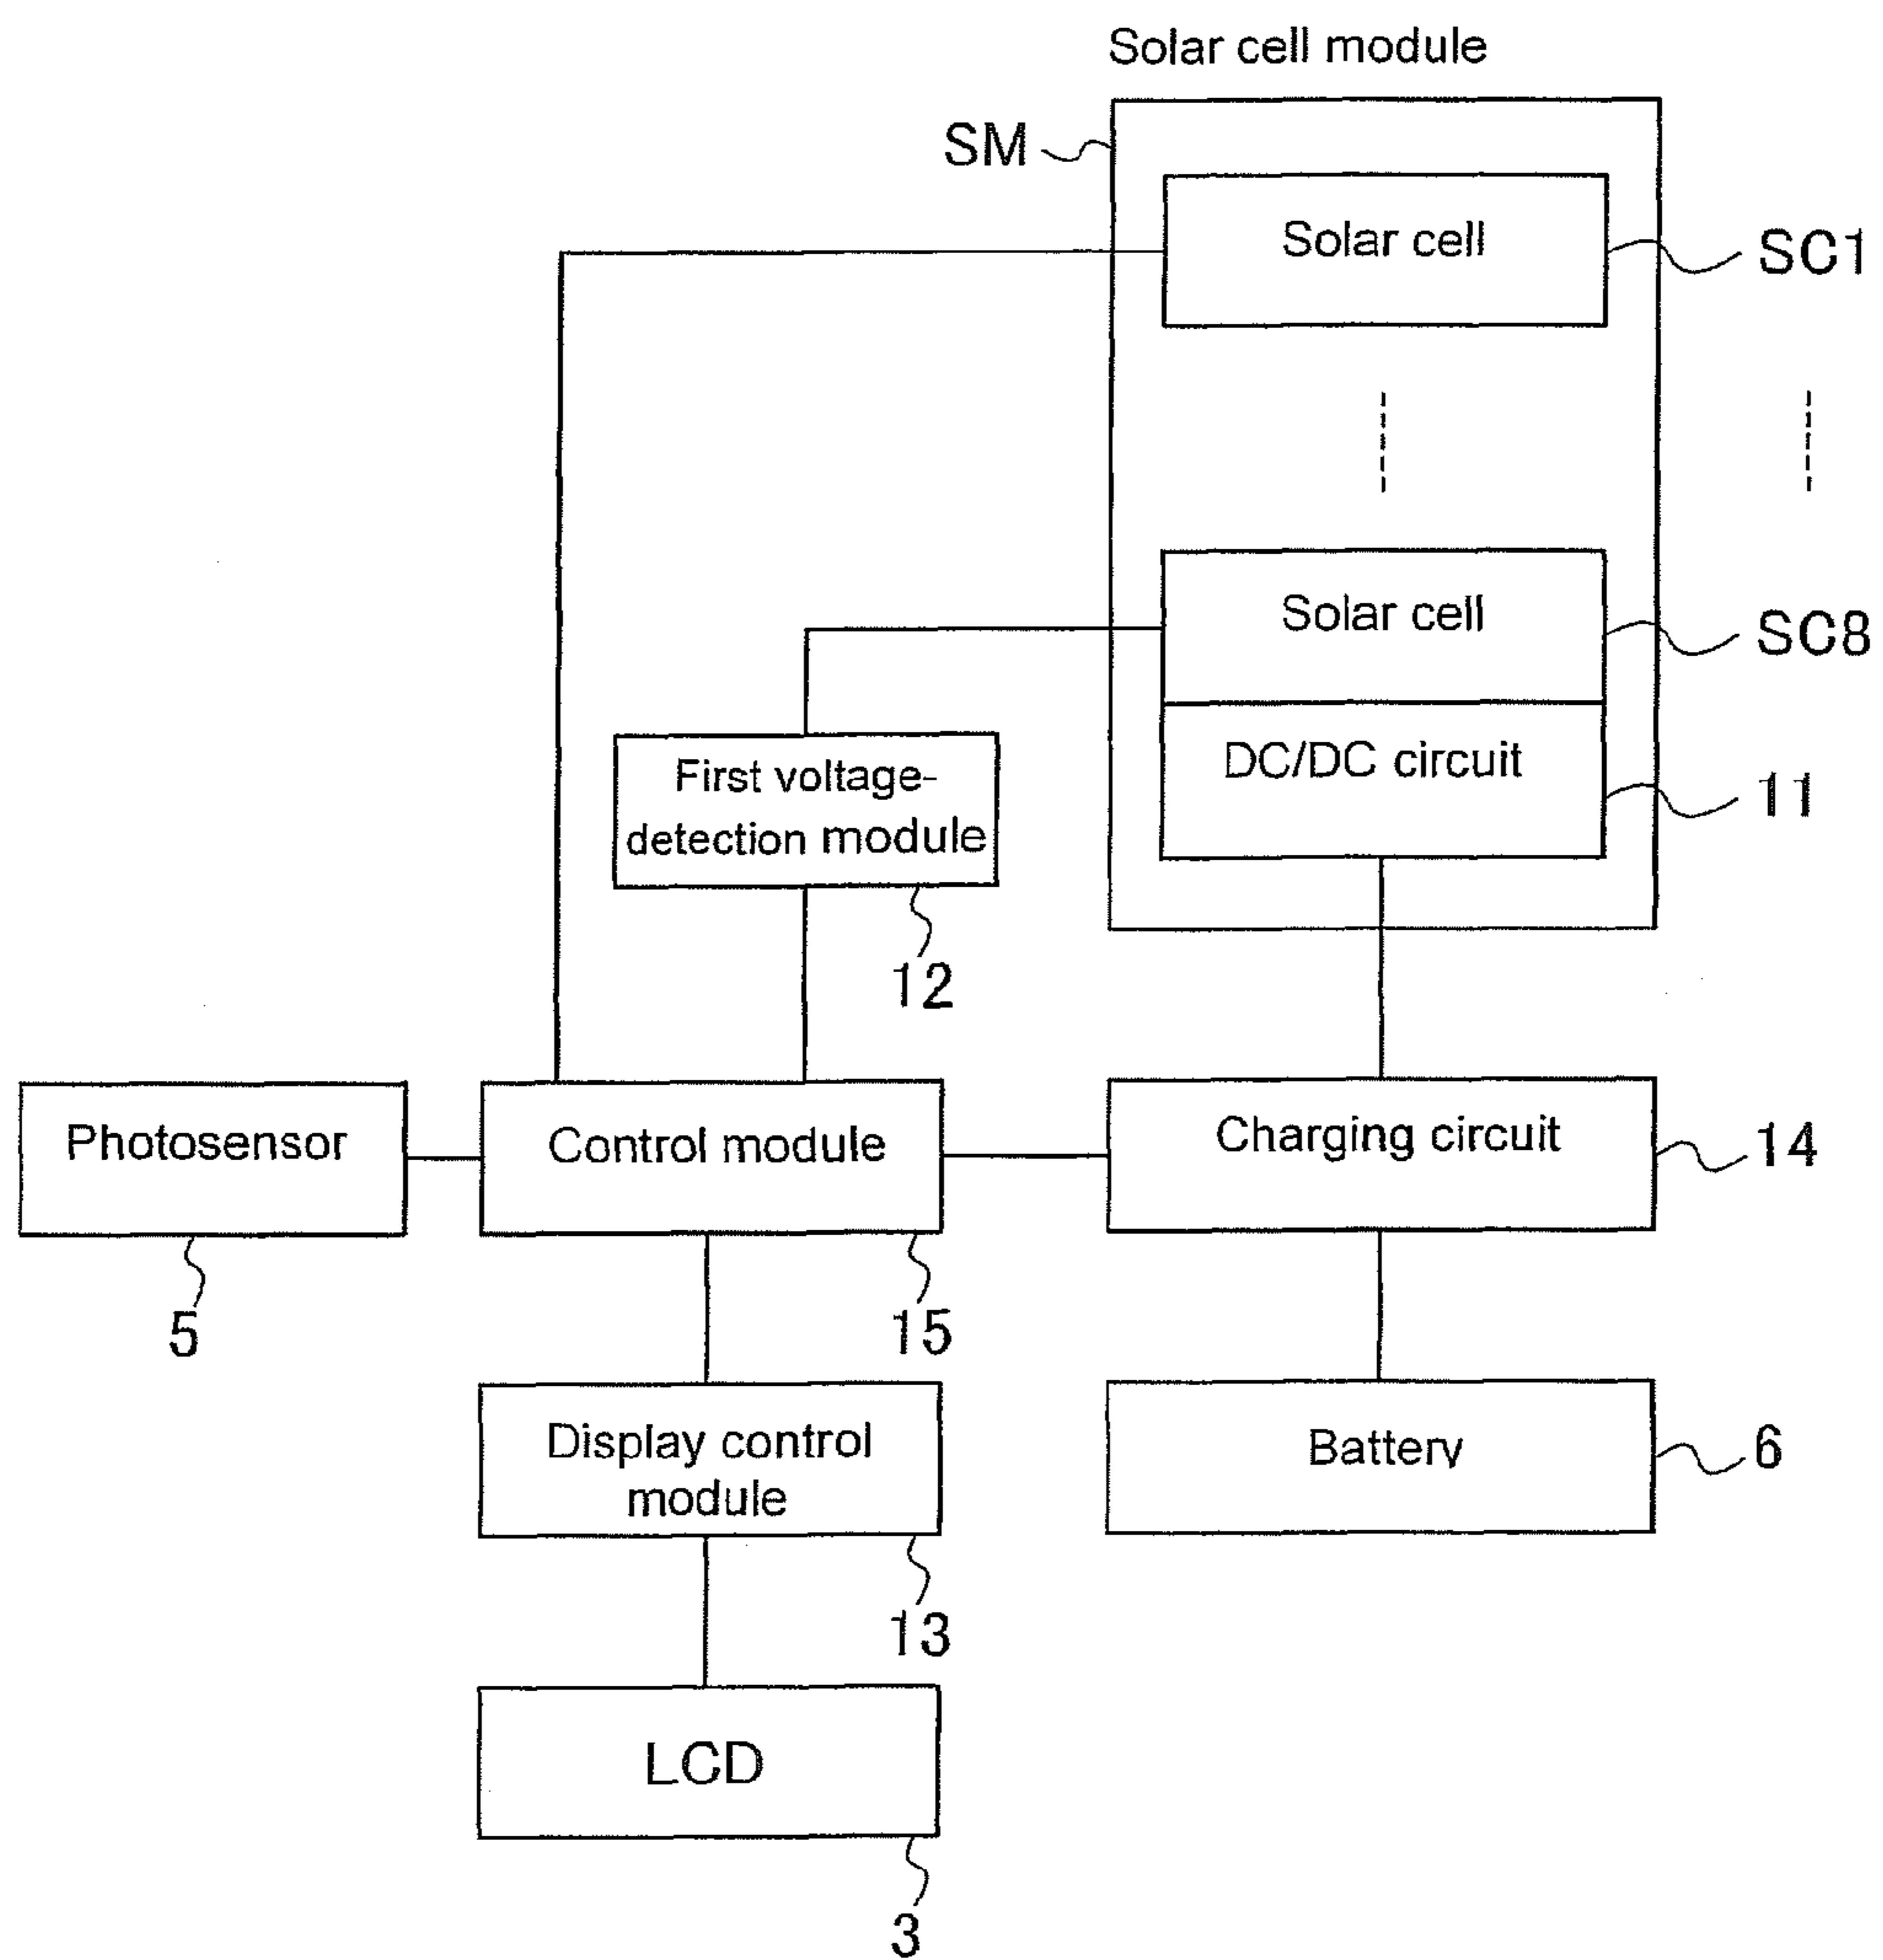 Solar cell module
SM
Solar cell
SC1
Solar cell
SC8
DC/DC circuit
11
First voltage-
detection module
12
Photosensor
5
Control module
15
Charging circuit
14
Display control
module
13
Battery
6
LCD
3